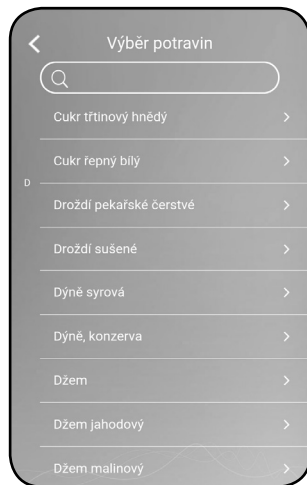 Výběr potravin
Cukr třtinový hnědý
Cukr řepný bílý
D
Droždí pekařské čerstvé
Droždí sušené
Dýně syrová
Dýně, konzerva
Džem
Džem jahodový
Džem malinový